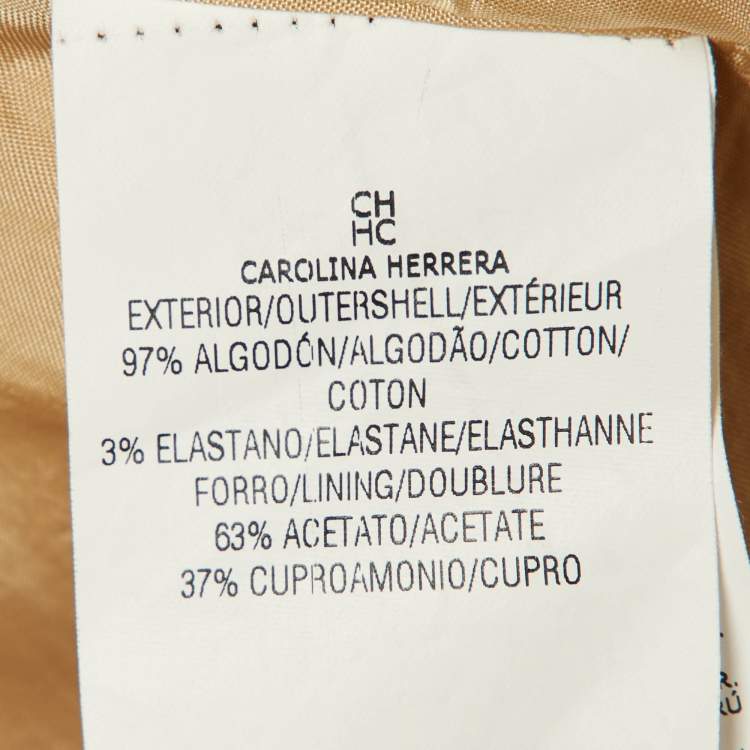 CH
HC
CAROLINA HERRERA
EXTERIOR/OUTERSHELL/EXTÉRIEUR
97% ALGODÓN/ALGODÃO/COTTON/
COTON
3% ELASTANO/ELASTANE/ELASTHANNE
FORRO/LINING/DOUBLURE
63% ACETATO/ACETATE
37% CUPROAMONIO/CUPRO